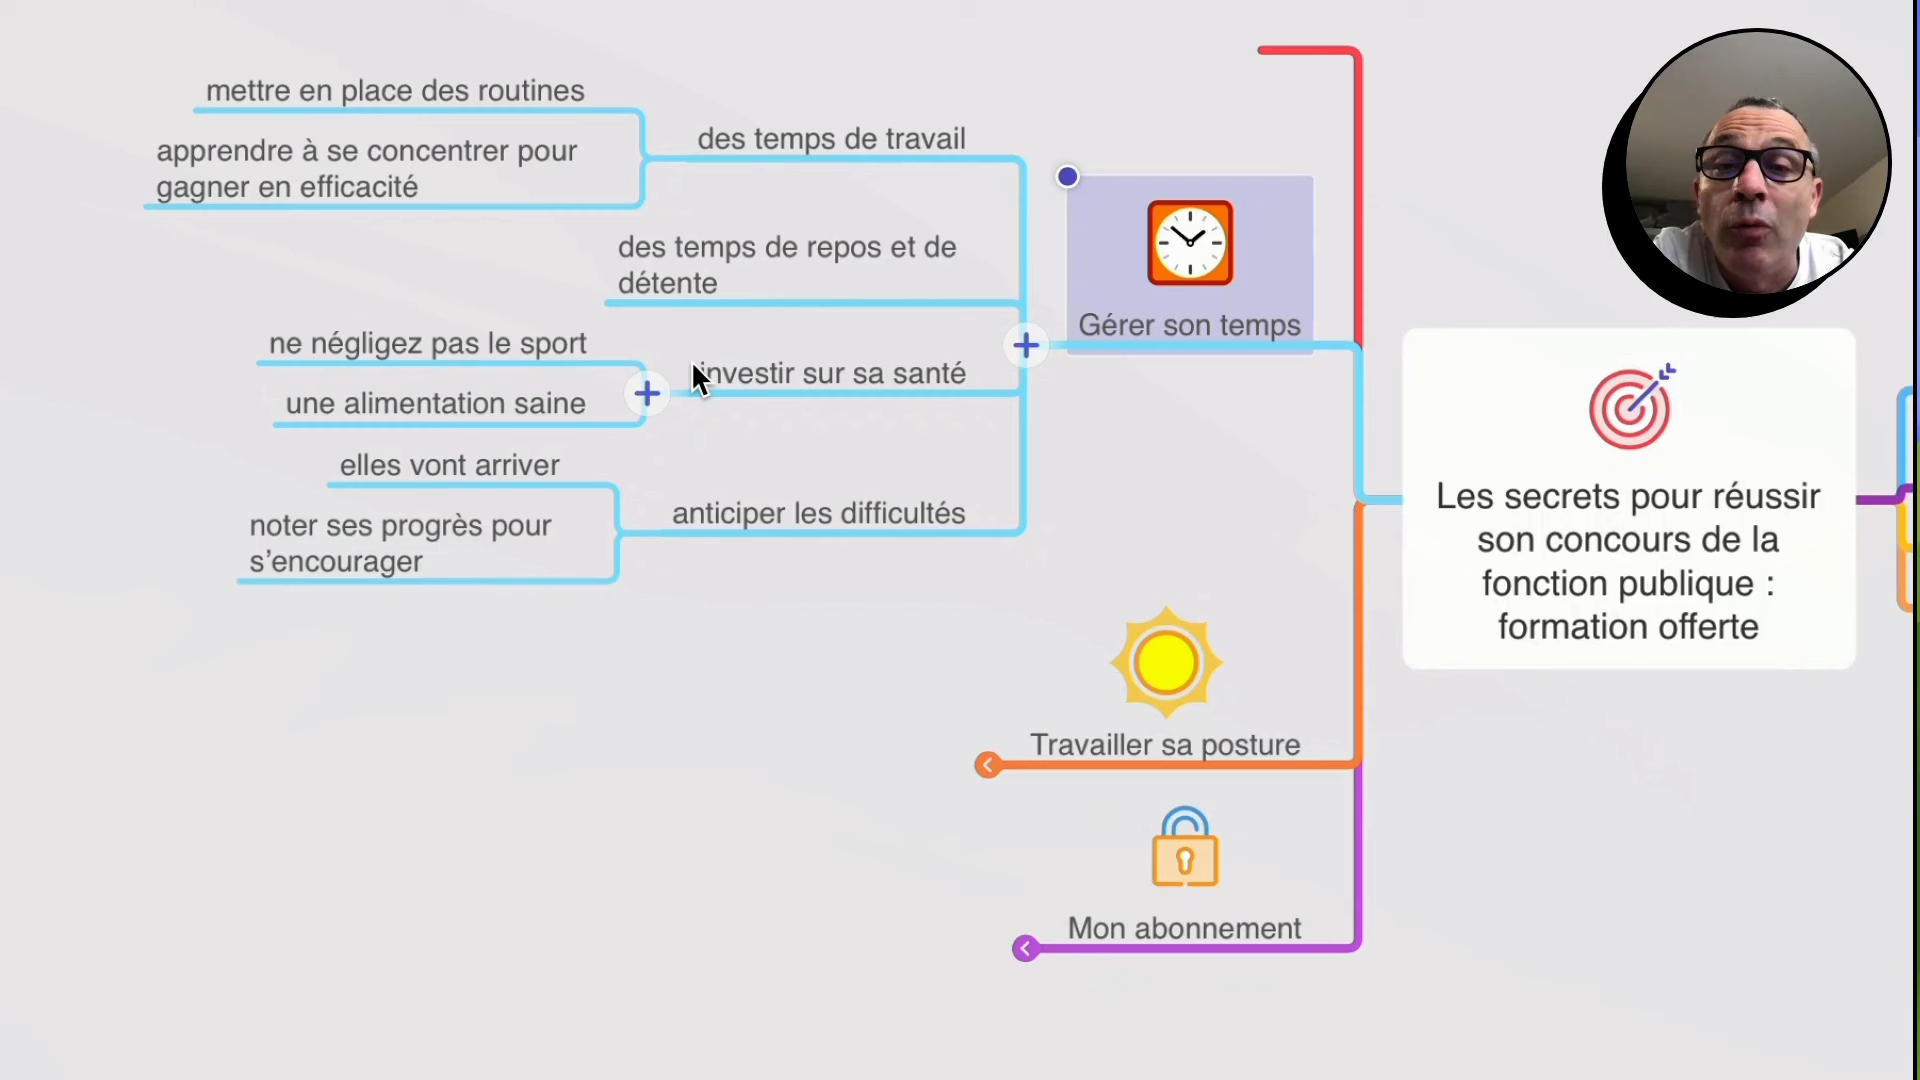 mettre en place des routines
apprendre à se concentrer pour
gagner en efficacité
des temps de travail
des temps de repos et de
détente
ne négligez pas le sport
une alimentation saine
investir sur sa santé
elles vont arriver
noter ses progrès pour
s’encourager
anticiper les difficultés
Gérer son temps
Travailler sa posture
Mon abonnement
Les secrets pour réussir
son concours de la
fonction publique :
formation offerte